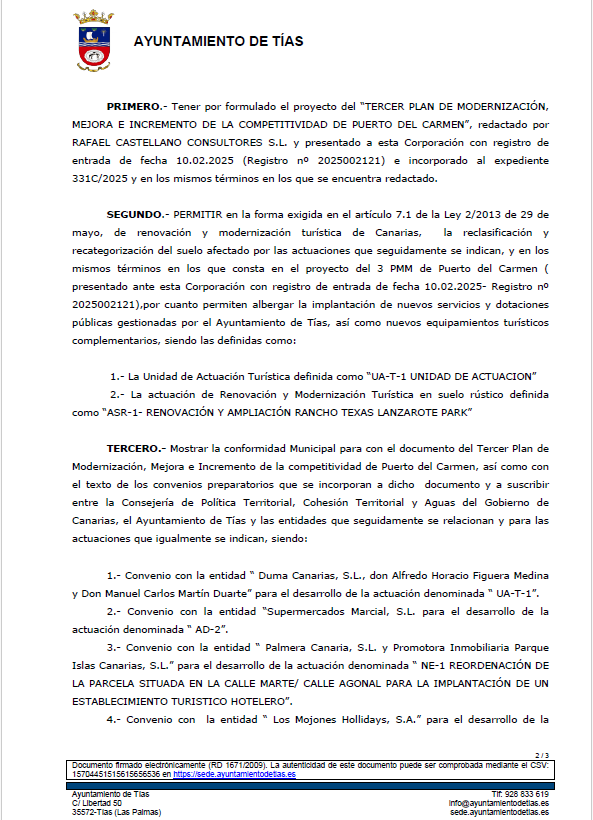 AYUNTAMIENTO DE TÍAS
PRIMERO.- Tener por formulado el proyecto del “TERCER PLAN DE MODERNIZACIÓN,
MEJORA E INCREMENTO DE LA COMPETITIVIDAD DE PUERTO DEL CARMEN”, redactado por
RAFAEL CASTELLANO CONSULTORES S.L. y presentado a esta Corporación con registro de
entrada de fecha 10.02.2025 (Registro nº 2025002121) e incorporado al expediente
331C/2025 y en los mismos términos en los que se encuentra redactado.
SEGUNDO.- PERMITIR en la forma exigida en el artículo 7.1 de la Ley 2/2013 de 29 de
mayo, de renovación y modernización turística de Canarias, la reclasificación y
recategorización del suelo afectado por las actuaciones que seguidamente se indican, y en los
mismos términos en los que consta en el proyecto del 3 PMM de Puerto del Carmen (
presentado ante esta Corporación con registro de entrada de fecha 10.02.2025- Registro nº
2025002121),por cuanto permiten albergar la implantación de nuevos servicios y dotaciones
públicas gestionadas por el Ayuntamiento de Tías, así como nuevos equipamientos turísticos
complementarios, siendo las definidas como:
1.- La Unidad de Actuación Turística definida como “UA-T-1 UNIDAD DE ACTUACION”
2.- La actuación de Renovación y Modernización Turística en suelo rústico definida
como “ASR-1- RENOVACIÓN Y AMPLIACIÓN RANCHO TEXAS LANZAROTE PARK”
TERCERO.- Mostrar la conformidad Municipal para con el documento del Tercer Plan de
Modernización, Mejora e Incremento de la competitividad de Puerto del Carmen, así como con
el texto de los convenios preparatorios que se incorporan a dicho documento y a suscribir
entre la Consejería de Política Territorial, Cohesión Territorial y Aguas del Gobierno de
Canarias, el Ayuntamiento de Tías y las entidades que seguidamente se relacionan y para las
actuaciones que igualmente se indican, siendo:
1.- Convenio con la entidad “ Duma Canarias, S.L., don Alfredo Horacio Figuera Medina
y Don Manuel Carlos Martín Duarte” para el desarrollo de la actuación denominada “ UA-T-1”.
2.- Convenio con la entidad “Supermercados Marcial, S.L. para el desarrollo de la
actuación denominada “ AD-2”.
3.- Convenio con la entidad “ Palmera Canaria, S.L. y Promotora Inmobiliaria Parque
Islas Canarias, S.L.” para el desarrollo de la actuación denominada “ NE-1 REORDENACIÓN DE
LA PARCELA SITUADA EN LA CALLE MARTE/ CALLE AGONAL PARA LA IMPLANTACIÓN DE UN
ESTABLECIMIENTO TURISTICO HOTELERO”.
4.- Convenio con la entidad “ Los Mojones Hollidays, S.A.” para el desarrollo de la
2 / 3
Documento firmado electrónicamente (RD 1671/2009). La autenticidad de este documento puede ser comprobada mediante el CSV:
15704451515615656536 en https://sede.ayuntamientodetias.es
Ayuntamiento de Tías
C/ Libertad 50
35572-Tías (Las Palmas)
Tlf: 928 833 619
info@ayuntamientodetias.es
sede.ayuntamientodetias.es